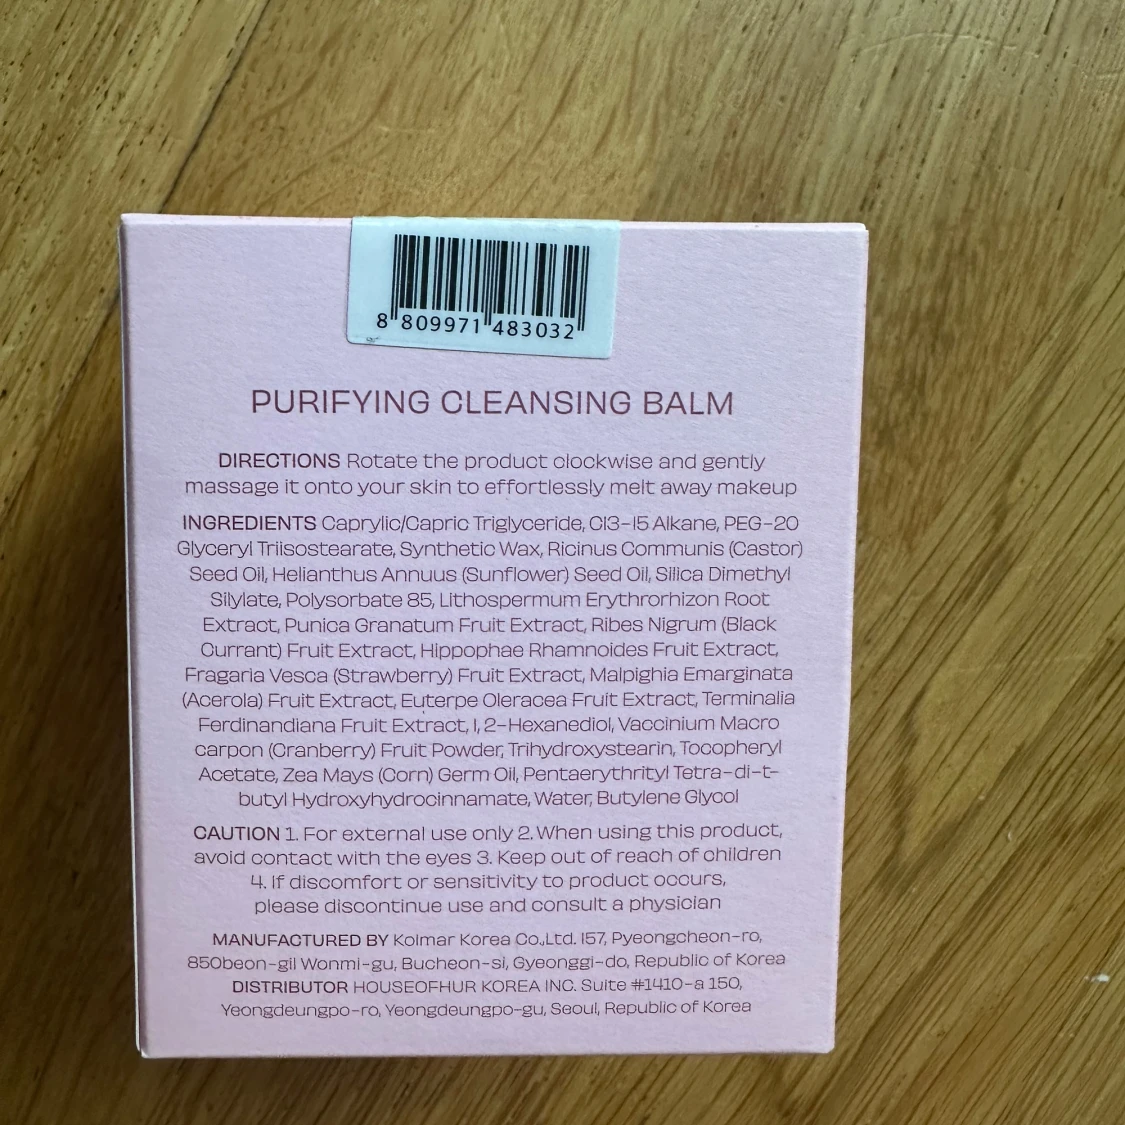 8 809971 483032
PURIFYING CLEANSING BALM
DIRECTIONS Rotate the product clockwise and gently
massage it onto your skin to effortlessly melt away makeup
INGREDIENTS Caprylic/Capric Triglyceride, C13-15 Alkane, PEG-20
Glyceryl Triisostearate, Synthetic Wax, Ricinus Communis (Castor)
Seed Oil, Helianthus Annuus (Sunflower) Seed Oil, Silica Dimethyl
Silylate, Polysorbate 85, Lithospermum Erythrorhizon Root
Extract, Punica Granatum Fruit Extract, Ribes Nigrum (Black
Currant) Fruit Extract, Hippophae Rhamnoides Fruit Extract,
Fragaria Vesca (Strawberry) Fruit Extract, Malpighia Emarginata
(Acerola) Fruit Extract, Euterpe Oleracea Fruit Extract, Terminalia
Ferdinandiana Fruit Extract, 1, 2-Hexanediol, Vaccinium Macro
carpon (Cranberry) Fruit Powder, Trihydroxystearin, Tocopheryl
Acetate, Zea Mays (Corn) Germ Oil, Pentaerythrityl Tetra-di-t-
butyl Hydroxyhydrocinnamate, Water, Butylene Glycol
CAUTION 1. For external use only 2. When using this product,
avoid contact with the eyes 3. Keep out of reach of children
4. If discomfort or sensitivity to product occurs,
please discontinue use and consult a physician
MANUFACTURED BY Kolmar Korea Co.,Ltd. 157, Pyeongcheon-ro,
850beon-gil Wonmi-gu, Bucheon-si, Gyeonggi-do, Republic of Korea
DISTRIBUTOR HOUSEOFHUR KOREA INC. Suite #1410-a 150,
Yeongdeungpo-ro, Yeongdeungpo-gu, Seoul, Republic of Korea